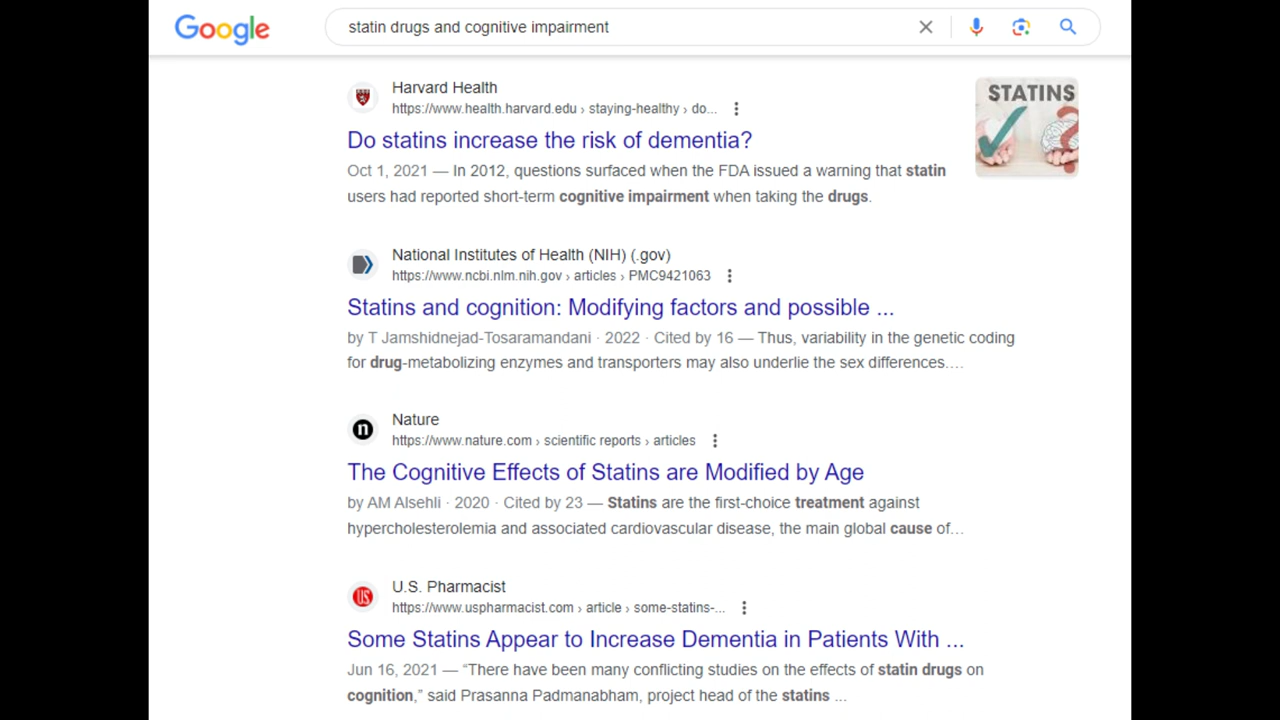 Google
statin drugs and cognitive impairment
Harvard Health
https://www.health.harvard.edu › staying-healthy › do...
STATINS
Do statins increase the risk of dementia?
Oct 1, 2021 — In 2012, questions surfaced when the FDA issued a warning that statin
users had reported short-term cognitive impairment when taking the drugs.
National Institutes of Health (NIH) (.gov)
https://www.ncbi.nlm.nih.gov › articles › PMC9421063
Statins and cognition: Modifying factors and possible ...
by T Jamshidnejad-Tosaramandani · 2022 · Cited by 16 — Thus, variability in the genetic coding
for drug-metabolizing enzymes and transporters may also underlie the sex differences....
n
Nature
https://www.nature.com › scientific reports › articles
The Cognitive Effects of Statins are Modified by Age
by AM Alsehli · 2020 · Cited by 23 — Statins are the first-choice treatment against
hypercholesterolemia and associated cardiovascular disease, the main global cause of...
US
U.S. Pharmacist
https://www.uspharmacist.com › article › some-statins-...
Some Statins Appear to Increase Dementia in Patients With ...
Jun 16, 2021 — “There have been many conflicting studies on the effects of statin drugs on
cognition,” said Prasanna Padmanabham, project head of the statins ...